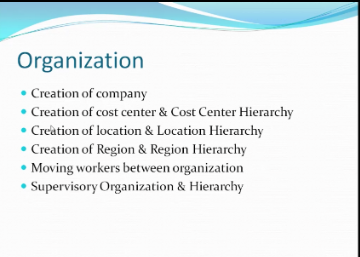 Organization
Creation of company
Creation of cost center & Cost Center Hierarchy
Creation of location & Location Hierarchy
Creation of Region & Region Hierarchy
Moving workers between organization
Supervisory Organization & Hierarchy